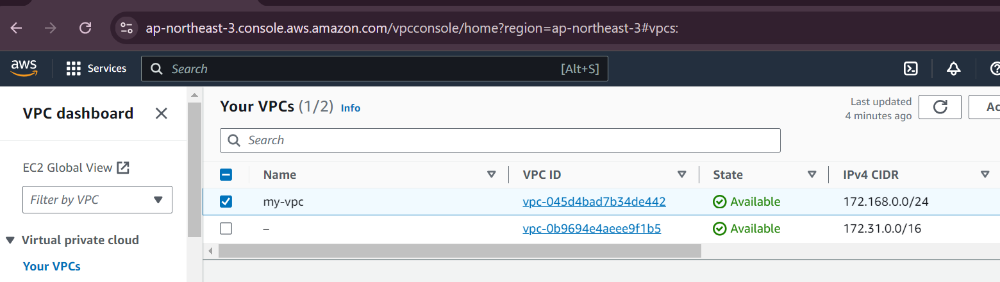 ap-northeast-3.console.aws.amazon.com/vpcconsole/home?region=ap-northeast-3#vpcs:
aws Services Search [Alt+S]
VPC dashboard
EC2 Global View
Filter by VPC
Virtual private cloud
Your VPCs
Your VPCs (1/2) Info
Last updated
4 minutes ago
Ac
Search
Name VPC ID State IPv4 CIDR
my-vpc vpc-045d4bad7b34de442 Available 172.168.0.0/24
– vpc-0b9694e4aeee9f1b5 Available 172.31.0.0/16